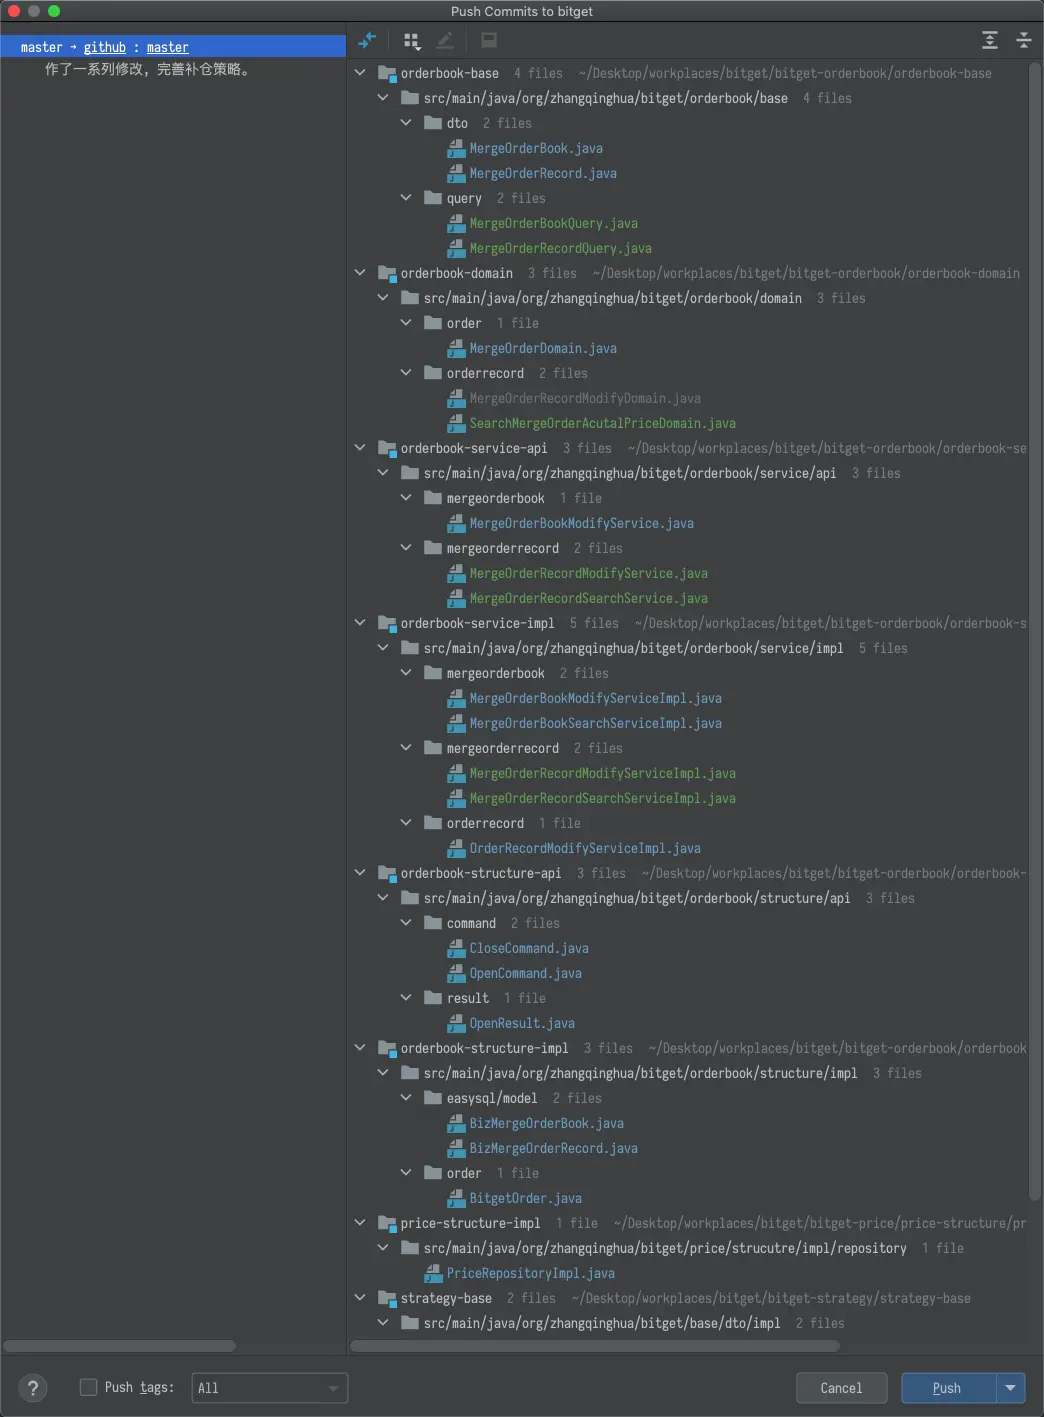 Push Commits to bitget
master → github : master
作了一系列修改，完善补仓策略。
orderbook-base 4 files ~/Desktop/workplaces/bitget/bitget-orderbook/orderbook-base
src/main/java/org/zhangqinghua/bitget/orderbook/base 4 files
dto 2 files
MergeOrderBook.java
MergeOrderRecord.java
query 2 files
MergeOrderBookQuery.java
MergeOrderRecordQuery.java
orderbook-domain 3 files ~/Desktop/workplaces/bitget/bitget-orderbook/orderbook-domain
src/main/java/org/zhangqinghua/bitget/orderbook/domain 3 files
order 1 file
MergeOrderDomain.java
orderrecord 2 files
MergeOrderRecordModifyDomain.java
SearchMergeOrderAcutalPriceDomain.java
orderbook-service-api 3 files ~/Desktop/workplaces/bitget/bitget-orderbook/orderbook-se
src/main/java/org/zhangqinghua/bitget/orderbook/service/api 3 files
mergeorderbook 1 file
MergeOrderBookModifyService.java
mergeorderrecord 2 files
MergeOrderRecordModifyService.java
MergeOrderRecordSearchService.java
orderbook-service-impl 5 files ~/Desktop/workplaces/bitget/bitget-orderbook/orderbook-s
src/main/java/org/zhangqinghua/bitget/orderbook/service/impl 5 files
mergeorderbook 2 files
MergeOrderBookModifyServiceImpl.java
MergeOrderBookSearchServiceImpl.java
mergeorderrecord 2 files
MergeOrderRecordModifyServiceImpl.java
MergeOrderRecordSearchServiceImpl.java
orderrecord 1 file
OrderRecordModifyServiceImpl.java
orderbook-structure-api 3 files ~/Desktop/workplaces/bitget/bitget-orderbook/orderbook-
src/main/java/org/zhangqinghua/bitget/orderbook/structure/api 3 files
command 2 files
CloseCommand.java
OpenCommand.java
result 1 file
OpenResult.java
orderbook-structure-impl 3 files ~/Desktop/workplaces/bitget/bitget-orderbook/orderbook
src/main/java/org/zhangqinghua/bitget/orderbook/structure/impl 3 files
easysql/model 2 files
BizMergeOrderBook.java
BizMergeOrderRecord.java
order 1 file
BitgetOrder.java
price-structure-impl 1 file ~/Desktop/workplaces/bitget/bitget-price/price-structure/pr
src/main/java/org/zhangqinghua/bitget/price/strucutre/impl/repository 1 file
PriceRepositoryImpl.java
strategy-base 2 files ~/Desktop/workplaces/bitget/bitget-strategy/strategy-base
src/main/java/org/zhangqinghua/bitget/base/dto/impl 2 files
? Push tags: All Cancel Push